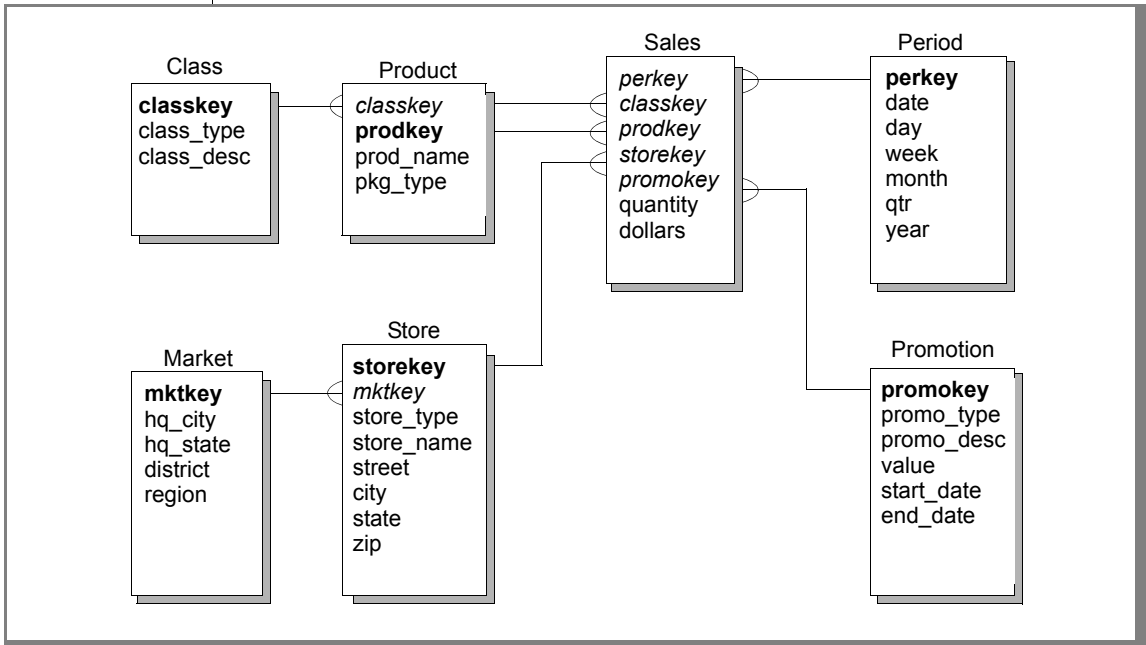 Class
classkey
class_type
class_desc
Product
classkey
prodkey
prod_name
pkg_type
Sales
perkey
classkey
prodkey
storekey
promokey
quantity
dollars
Period
perkey
date
day
week
month
qtr
year
Market
mktkey
hq_city
hq_state
district
region
Store
storekey
mktkey
store_type
store_name
street
city
state
zip
Promotion
promokey
promo_type
promo_desc
value
start_date
end_date